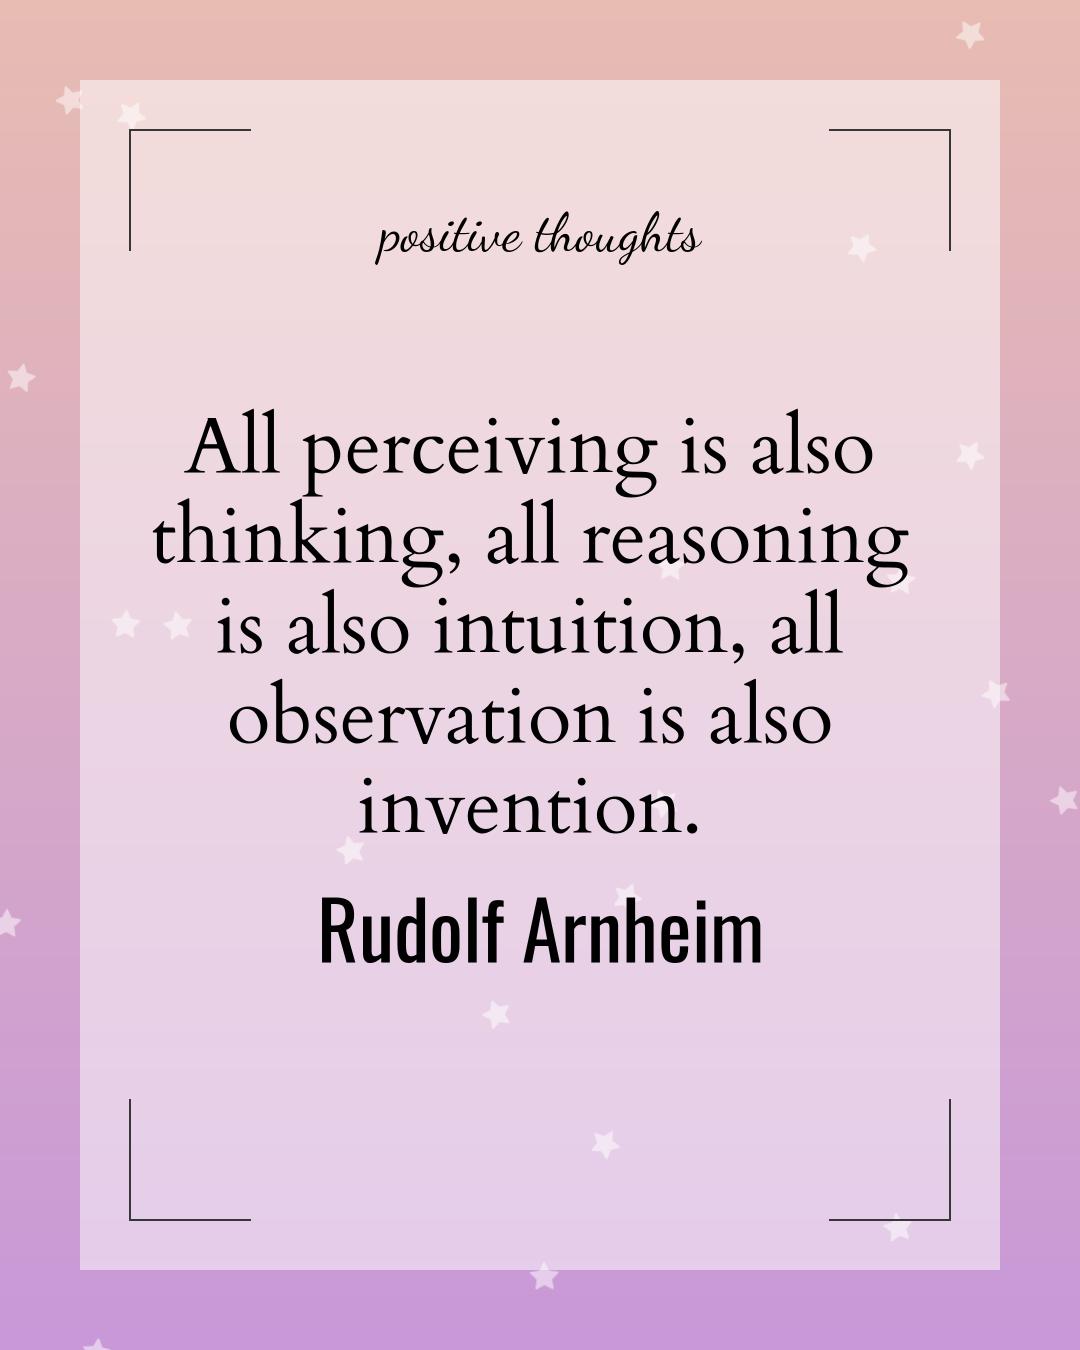 positive thoughts
All perceiving is also
thinking, all reasoning
is also intuition, all
observation is also
invention.
Rudolf Arnheim